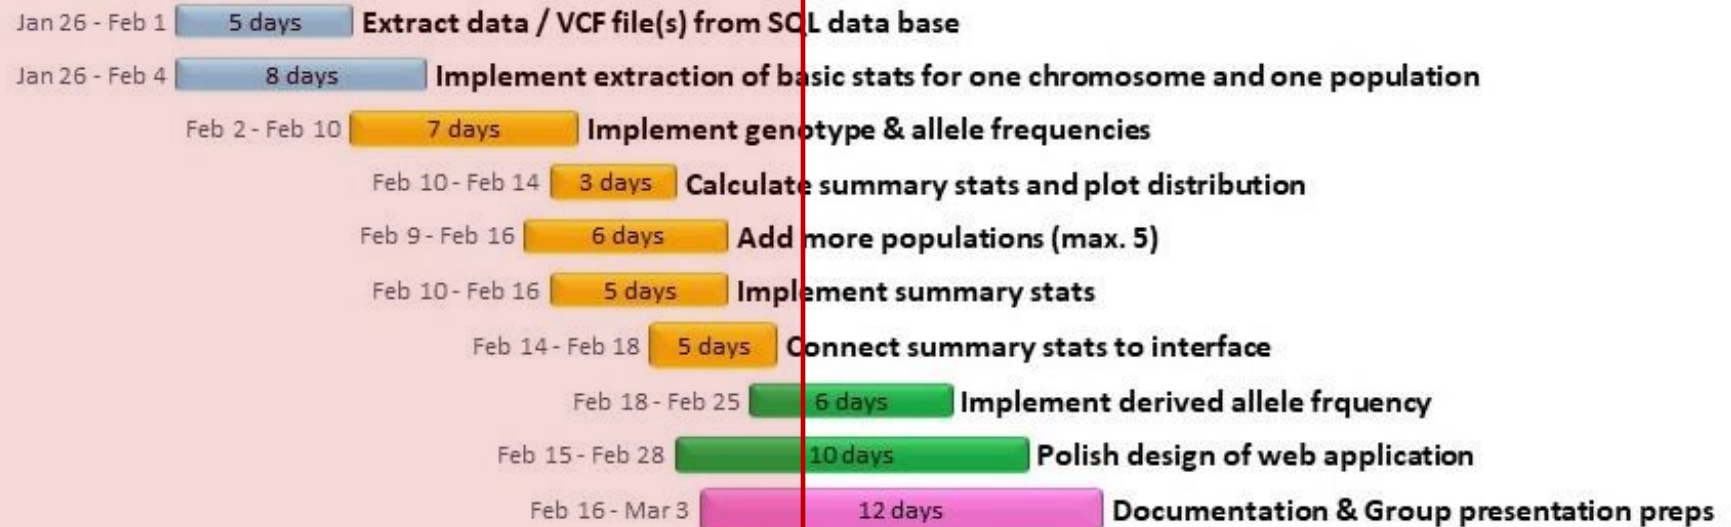 Jan 26 - Feb 1 5 days Extract data / VCF file(s) from SQL data base
Jan 26 - Feb 4 8 days Implement extraction of basic stats for one chromosome and one population
Feb 2 - Feb 10 7 days Implement genotype & allele frequencies
Feb 10 - Feb 14 3 days Calculate summary stats and plot distribution
Feb 9 - Feb 16 6 days Add more populations (max. 5)
Feb 10 - Feb 16 5 days Implement summary stats
Feb 14 - Feb 18 5 days Connect summary stats to interface
Feb 18 - Feb 25 6 days Implement derived allele frquency
Feb 15 - Feb 28 10 days Polish design of web application
Feb 16 - Mar 3 12 days Documentation & Group presentation preps